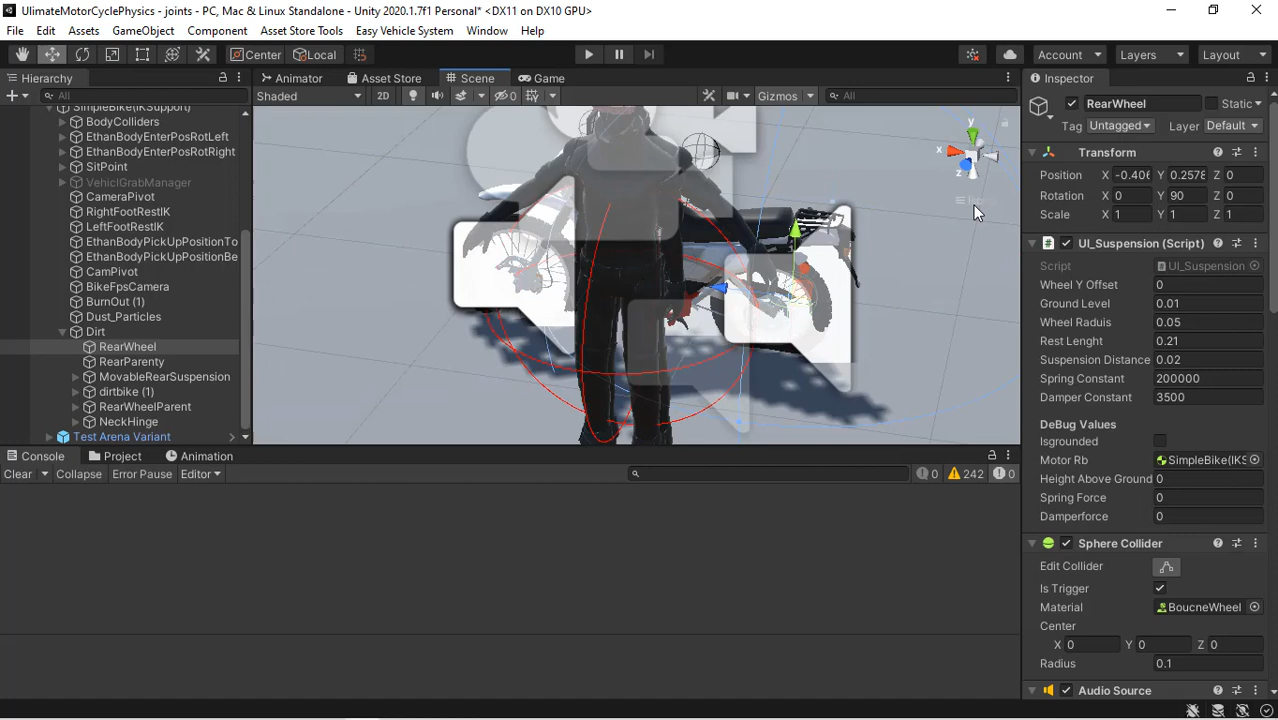 UlimateMotorCyclePhysics - joints - PC, Mac & Linux Standalone - Unity 2020.1.7f1 Personal* <DX11 on DX10 GPU>
File Edit Assets GameObject Component Asset Store Tools Easy Vehicle System Window Help
Center Local Account Layers Layout
Hierarchy Animator Asset Store Scene Game Inspector
All Shaded 2D 0 Gizmos All
SimpleBike(IKSupport)
BodyColliders
EthanBodyEnterPosRotLeft
EthanBodyEnterPosRotRight
SitPoint
VehiclGrabManager
CameraPivot
RightFootRestIK
LeftFootRestIK
EthanBodyPickUpPositionTo
EthanBodyPickUpPositionBe
CamPivot
BikeFpsCamera
BurnOut (1)
Dust_Particles
Dirt
RearWheel
RearParenty
MovableRearSuspension
dirtbike (1)
RearWheelParent
NeckHinge
Test Arena Variant
y
x
z
RearWheel Static
Tag Untagged Layer Default
Transform
Position X -0.406 Y 0.2578 Z 0
Rotation X 0 Y 90 Z 0
Scale X 1 Y 1 Z 1
UI_Suspension (Script)
Script UI_Suspension
Wheel Y Offset 0
Ground Level 0.01
Wheel Raduis 0.05
Rest Lenght 0.21
Suspension Distance 0.02
Spring Constant 200000
Damper Constant 3500
DeBug Values
Isgrounded
Motor Rb SimpleBike(IKS
Height Above Ground 0
Spring Force 0
Damperforce 0
Sphere Collider
Edit Collider
Is Trigger
Material BoucneWheel
Center
X 0 Y 0 Z 0
Radius 0.1
Audio Source
Console Project Animation
Clear Collapse Error Pause Editor 0 242 0